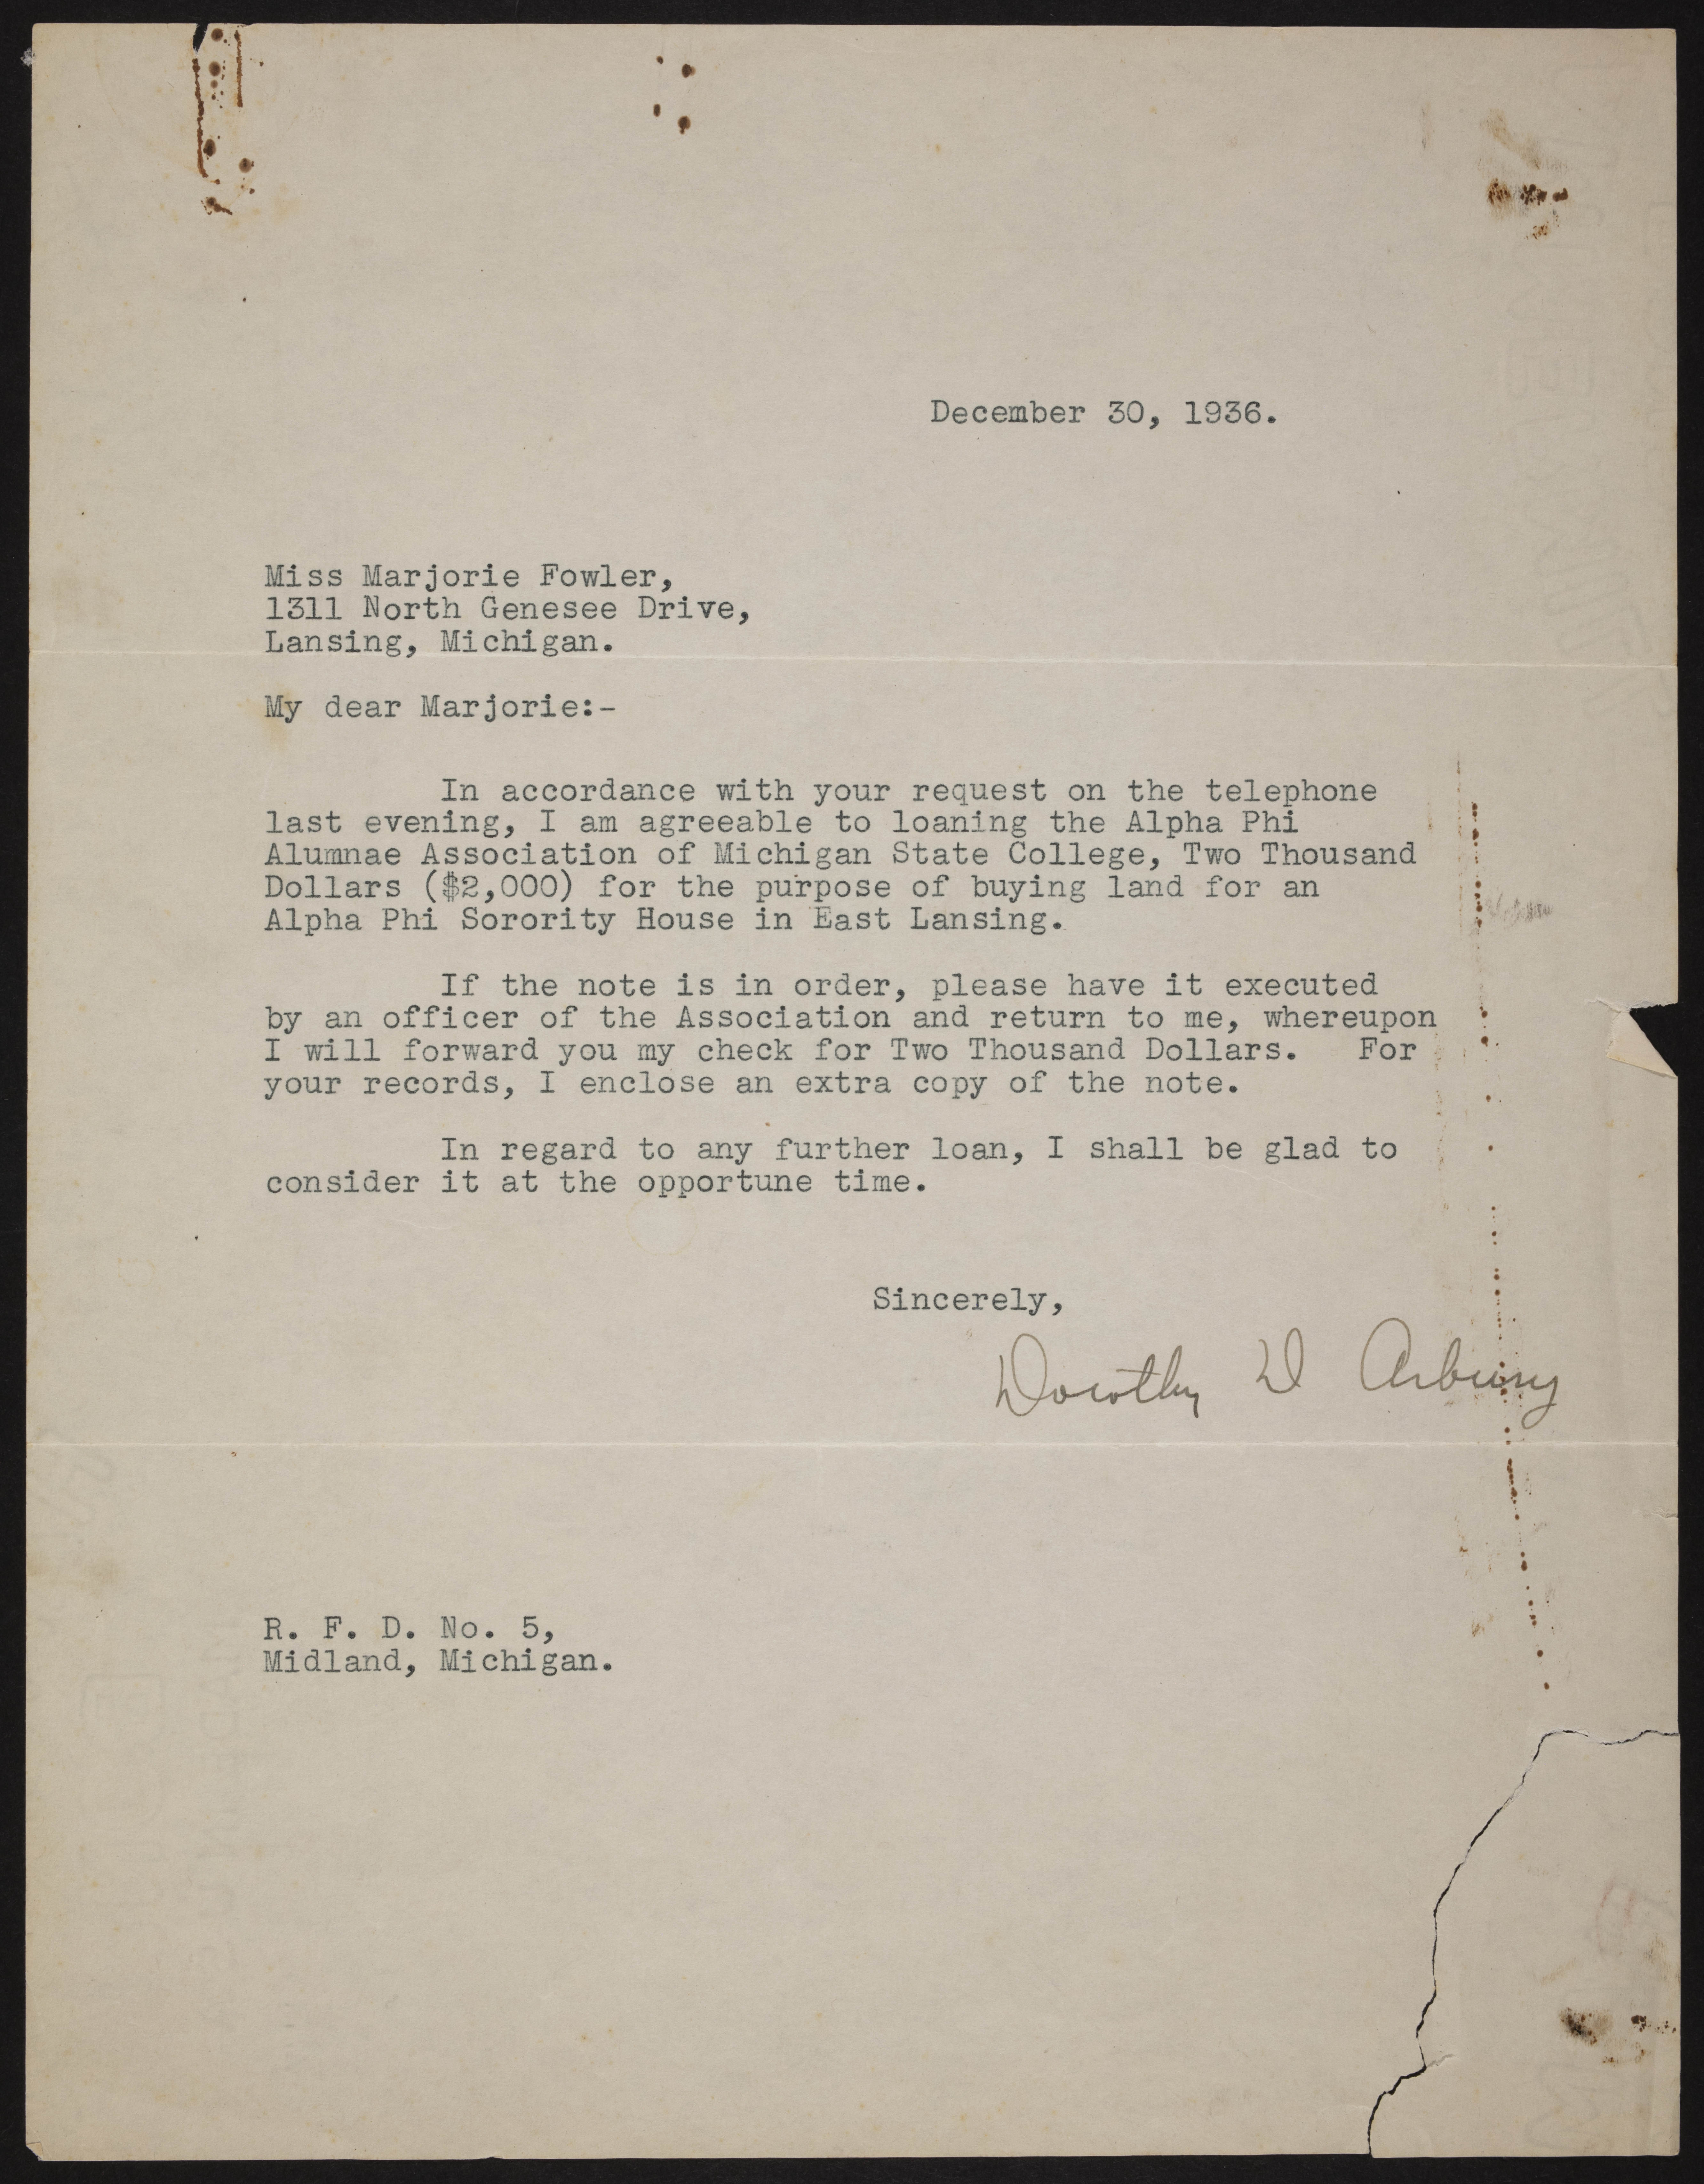 December 30, 1936.
Miss Marjorie Fowler,
1311 North Genesee Drive,
Lansing, Michigan.
My dear Marjorie:-
In accordance with your request on the telephone
last evening, I am agreeable to loaning the Alpha Phi
Alumnae Association of Michigan State College, Two Thousand
Dollars ($2,000) for the purpose of buying land for an
Alpha Phi Sorority House in East Lansing.
If the note is in order, please have it executed
by an officer of the Association and return to me, whereupon
I will forward you my check for Two Thousand Dollars. For
your records, I enclose an extra copy of the note.
In regard to any further loan, I shall be glad to
consider it at the opportune time.
Sincerely,
Dorothy D Arbury
R. F. D. No. 5,
Midland, Michigan.